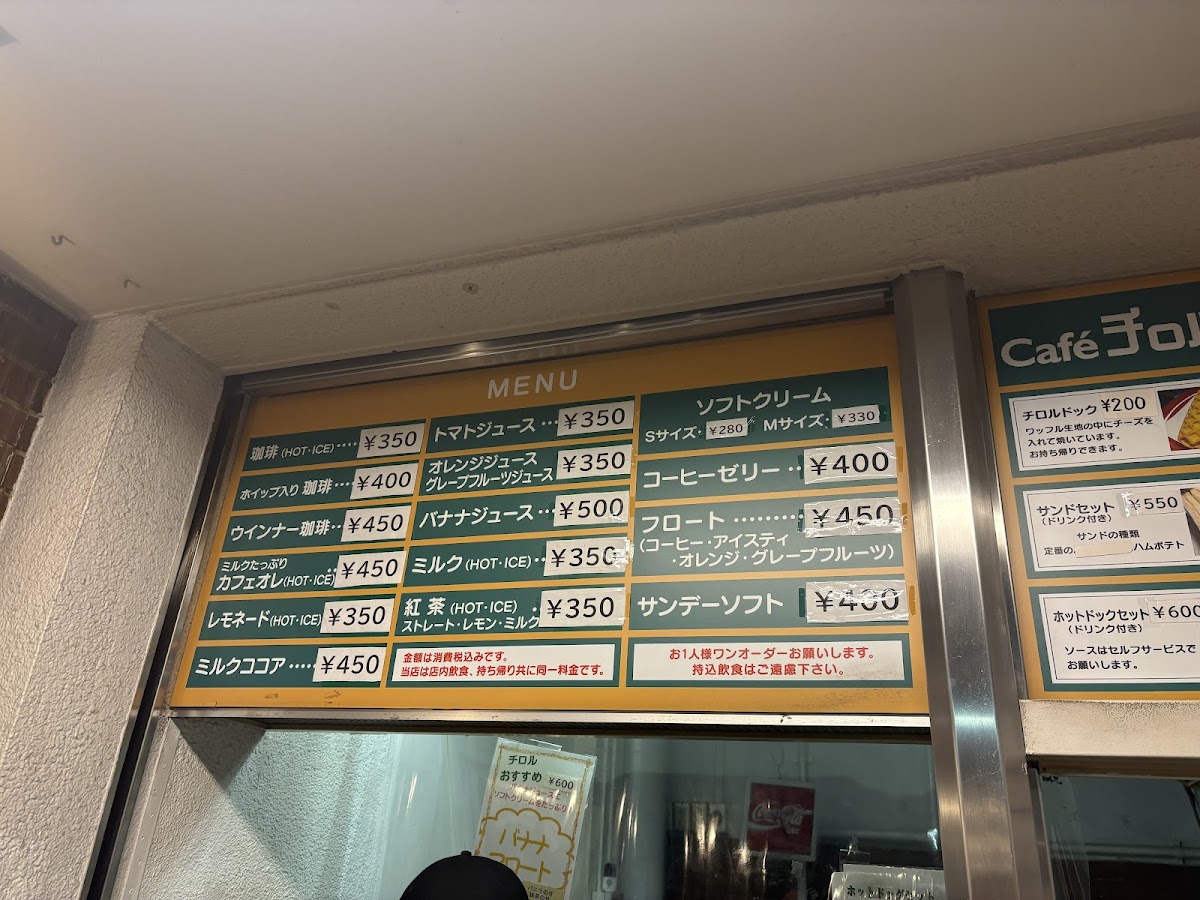 MENU
珈琲 (HOT・ICE)‥‥ ¥350
ホイップ入り 珈琲‥‥ ¥400
ウインナー珈琲‥‥ ¥450
ミルクたっぷり
カフェオレ(HOT・ICE)‥ ¥450
レモネード(HOT・ICE) ¥350
ミルクココア‥‥‥ ¥450
トマトジュース‥‥ ¥350
オレンジジュース
グレープフルーツジュース ¥350
バナナジュース‥‥ ¥500
ミルク(HOT・ICE)‥‥ ¥350
紅茶(HOT・ICE)‥ ¥350
ストレート・レモン・ミルク
金額は消費税込みです。
当店は店内飲食、持ち帰り共に同一料金です。
ソフトクリーム
Sサイズ・¥280 Mサイズ・¥330
コーヒーゼリー‥ ¥400
フロート‥‥‥‥‥ ¥450
(コーヒー・アイスティ
・オレンジ・グレープフルーツ)
サンデーソフト ¥400
お1人様ワンオーダーお願いします。
持込飲食はご遠慮下さい。
Café チロル
チロルドック ¥200
ワッフル生地の中にチーズを
入れて焼いています。
お持ち帰りできます。
サンドセット ¥550
(ドリンク付き)
サンドの種類
定番の ハムポテト
ホットドックセット ¥600
(ドリンク付き)
ソースはセルフサービスで
お願いします。
チロル
おすすめ ¥600
ソフトクリームをたっぷり
バナナ
フロート
Coca-Cola